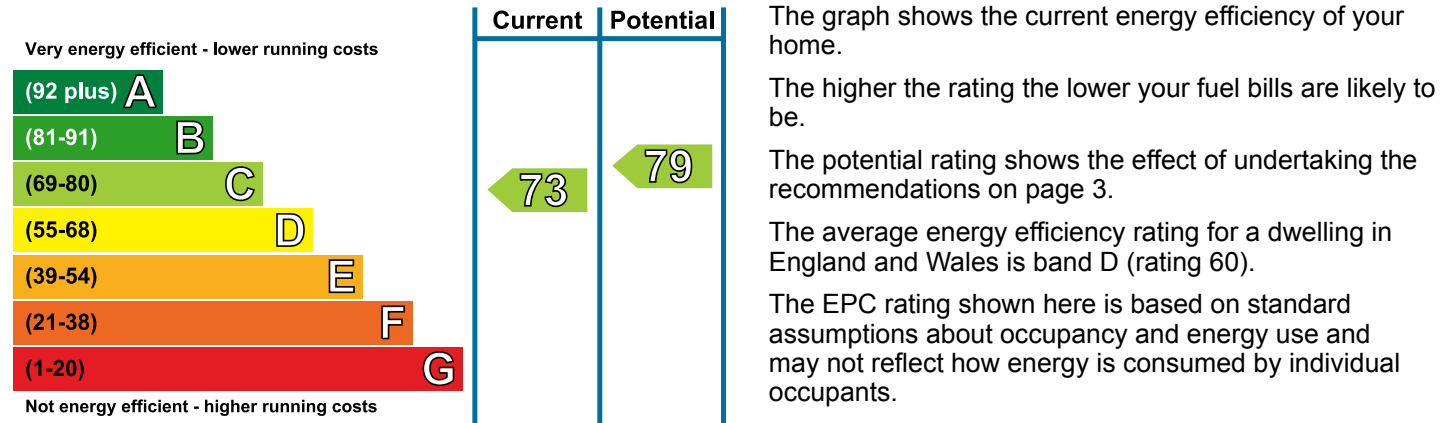 Current Potential
Very energy efficient - lower running costs
(92 plus) A
(81-91) B
(69-80) C
(55-68) D
(39-54) E
(21-38) F
(1-20) G
Not energy efficient - higher running costs
73
79
The graph shows the current energy efficiency of your
home.
The higher the rating the lower your fuel bills are likely to
be.
The potential rating shows the effect of undertaking the
recommendations on page 3.
The average energy efficiency rating for a dwelling in
England and Wales is band D (rating 60).
The EPC rating shown here is based on standard
assumptions about occupancy and energy use and
may not reflect how energy is consumed by individual
occupants.